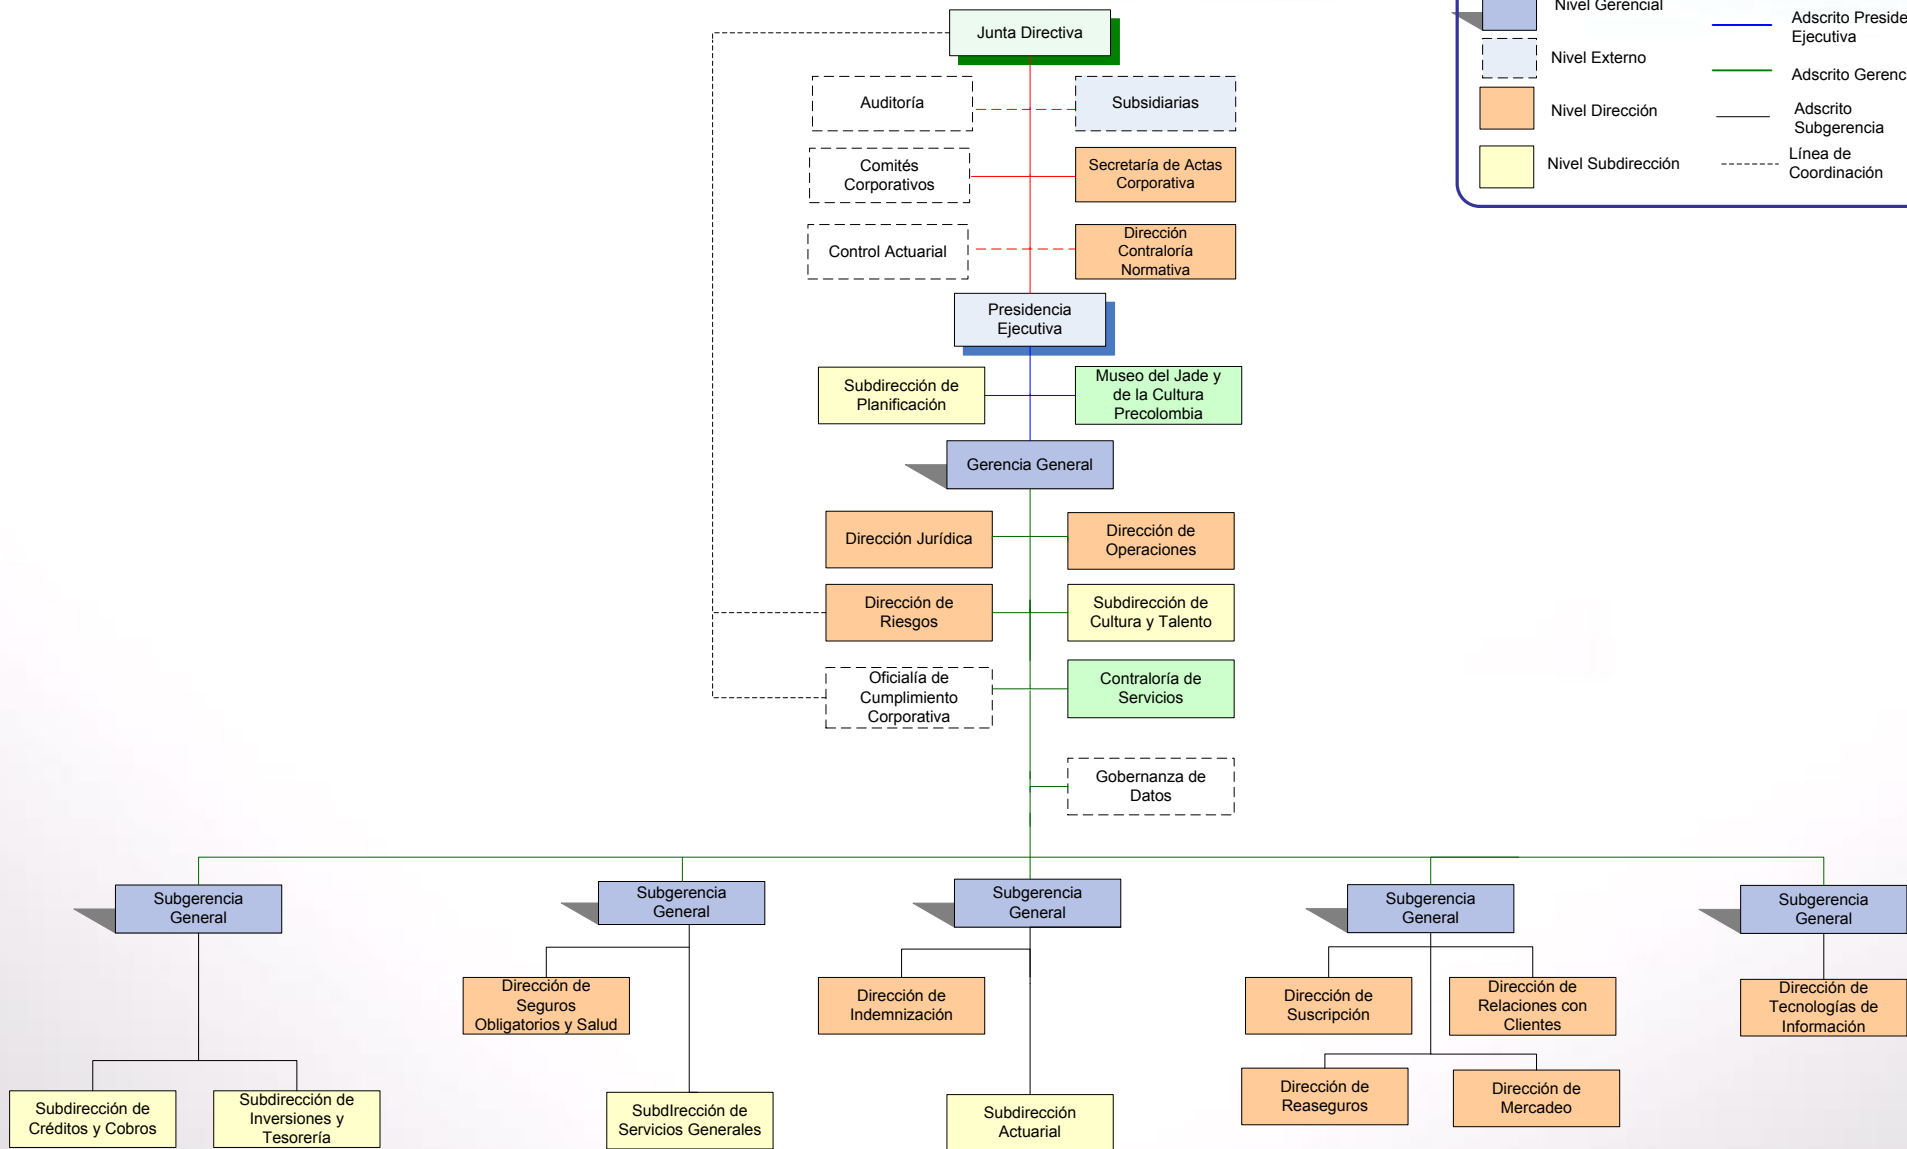 Junta Directiva
Auditoría
Subsidiarias
Comités
Corporativos
Secretaría de Actas
Corporativa
Control Actuarial
Dirección
Contraloría
Normativa
Presidencia
Ejecutiva
Subdirección de
Planificación
Museo del Jade y
de la Cultura
Precolombia
Gerencia General
Dirección Jurídica
Dirección de
Operaciones
Dirección de
Riesgos
Subdirección de
Cultura y Talento
Oficialía de
Cumplimiento
Corporativa
Contraloría de
Servicios
Gobernanza de
Datos
Subgerencia
General
Subgerencia
General
Subgerencia
General
Subgerencia
General
Subgerencia
General
Dirección de
Seguros
Obligatorios y Salud
Dirección de
Indemnización
Dirección de
Suscripción
Dirección de
Relaciones con
Clientes
Dirección de
Tecnologías de
Información
Dirección de
Reaseguros
Dirección de
Mercadeo
Subdirección de
Créditos y Cobros
Subdirección de
Inversiones y
Tesorería
SubdIrección de
Servicios Generales
Subdirección
Actuarial
Nivel Gerencial
Nivel Externo
Nivel Dirección
Nivel Subdirección
Adscrito Preside
Ejecutiva
Adscrito Gerenc
Adscrito
Subgerencia
Línea de
Coordinación